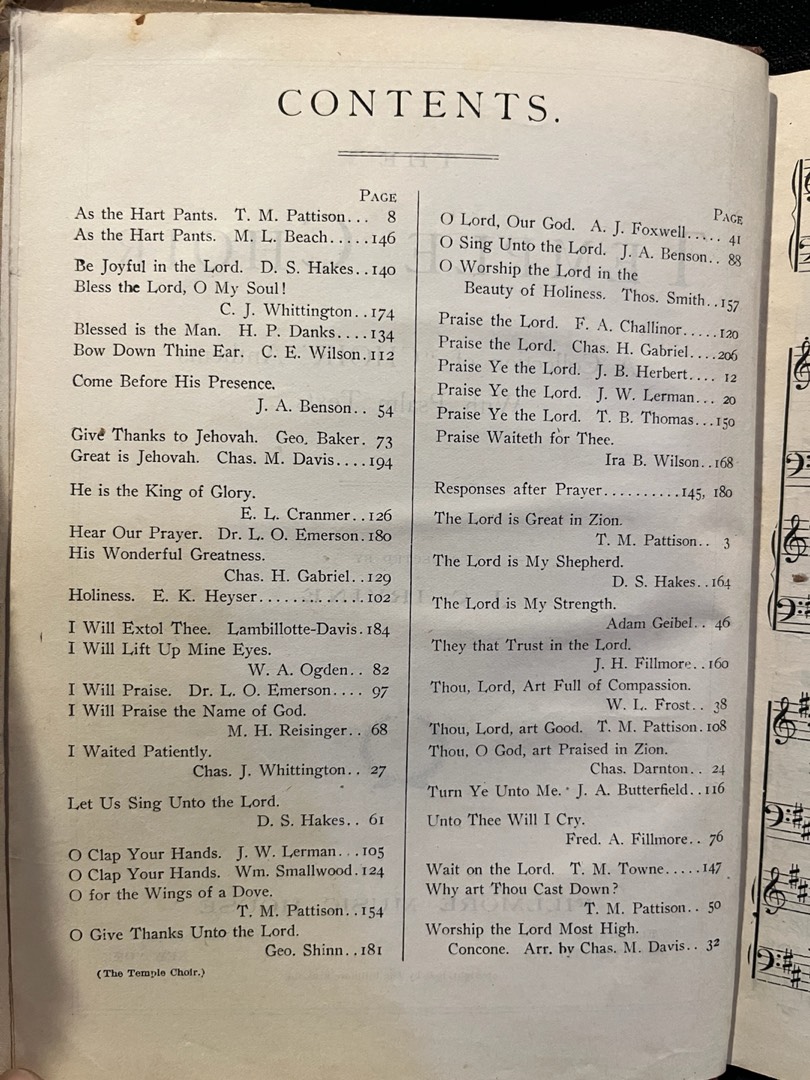 CONTENTS.
PAGE
As the Hart Pants. T. M. Pattison... 8
As the Hart Pants. M. L. Beach.....146
Be Joyful in the Lord. D. S. Hakes..140
Bless the Lord, O My Soul!
C. J. Whittington..174
Blessed is the Man. H. P. Danks....134
Bow Down Thine Ear. C. E. Wilson.112
Come Before His Presence.
J. A. Benson.. 54
Give Thanks to Jehovah. Geo. Baker. 73
Great is Jehovah. Chas. M. Davis....194
He is the King of Glory.
E. L. Cranmer..126
Hear Our Prayer. Dr. L. O. Emerson.180
His Wonderful Greatness.
Chas. H. Gabriel..129
Holiness. E. K. Heyser.............102
I Will Extol Thee. Lambillotte-Davis.184
I Will Lift Up Mine Eyes.
W. A. Ogden.. 82
I Will Praise. Dr. L. O. Emerson.... 97
I Will Praise the Name of God.
M. H. Reisinger.. 68
I Waited Patiently.
Chas. J. Whittington.. 27
Let Us Sing Unto the Lord.
D. S. Hakes.. 61
O Clap Your Hands. J. W. Lerman...105
O Clap Your Hands. Wm. Smallwood.124
O for the Wings of a Dove.
T. M. Pattison..154
O Give Thanks Unto the Lord.
Geo. Shinn..181
(The Temple Choir.)
PAGE
O Lord, Our God. A. J. Foxwell..... 41
O Sing Unto the Lord. J. A. Benson.. 88
O Worship the Lord in the
Beauty of Holiness. Thos. Smith..157
Praise the Lord. F. A. Challinor.....120
Praise the Lord. Chas. H. Gabriel....206
Praise Ye the Lord. J. B. Herbert.... 12
Praise Ye the Lord. J. W. Lerman... 20
Praise Ye the Lord. T. B. Thomas...150
Praise Waiteth for Thee.
Ira B. Wilson..168
Responses after Prayer..........145, 180
The Lord is Great in Zion.
T. M. Pattison.. 3
The Lord is My Shepherd.
D. S. Hakes..164
The Lord is My Strength.
Adam Geibel.. 46
They that Trust in the Lord.
J. H. Fillmore..160
Thou, Lord, Art Full of Compassion.
W. L. Frost.. 38
Thou, Lord, art Good. T. M. Pattison.108
Thou, O God, art Praised in Zion.
Chas. Darnton.. 24
Turn Ye Unto Me. J. A. Butterfield..116
Unto Thee Will I Cry.
Fred. A. Fillmore.. 76
Wait on the Lord. T. M. Towne.....147
Why art Thou Cast Down?
T. M. Pattison.. 50
Worship the Lord Most High.
Concone. Arr. by Chas. M. Davis.. 32